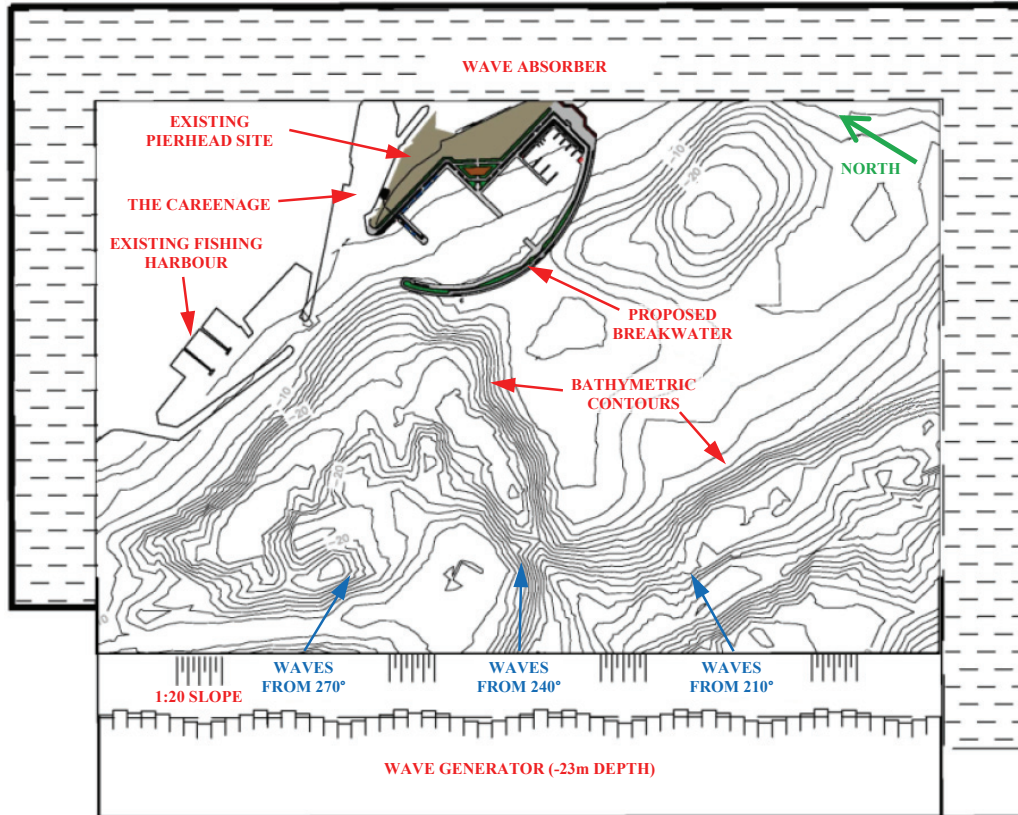 WAVE ABSORBER
EXISTING
PIERHEAD SITE
-10
-20
NORTH
THE CAREENAGE
EXISTING FISHING
HARBOUR
PROPOSED
BREAKWATER
BATHYMETRIC
CONTOURS
-10
-20
-20
-20
WAVES
FROM 270°
WAVES
FROM 240°
WAVES
FROM 210°
1:20 SLOPE
WAVE GENERATOR (-23m DEPTH)